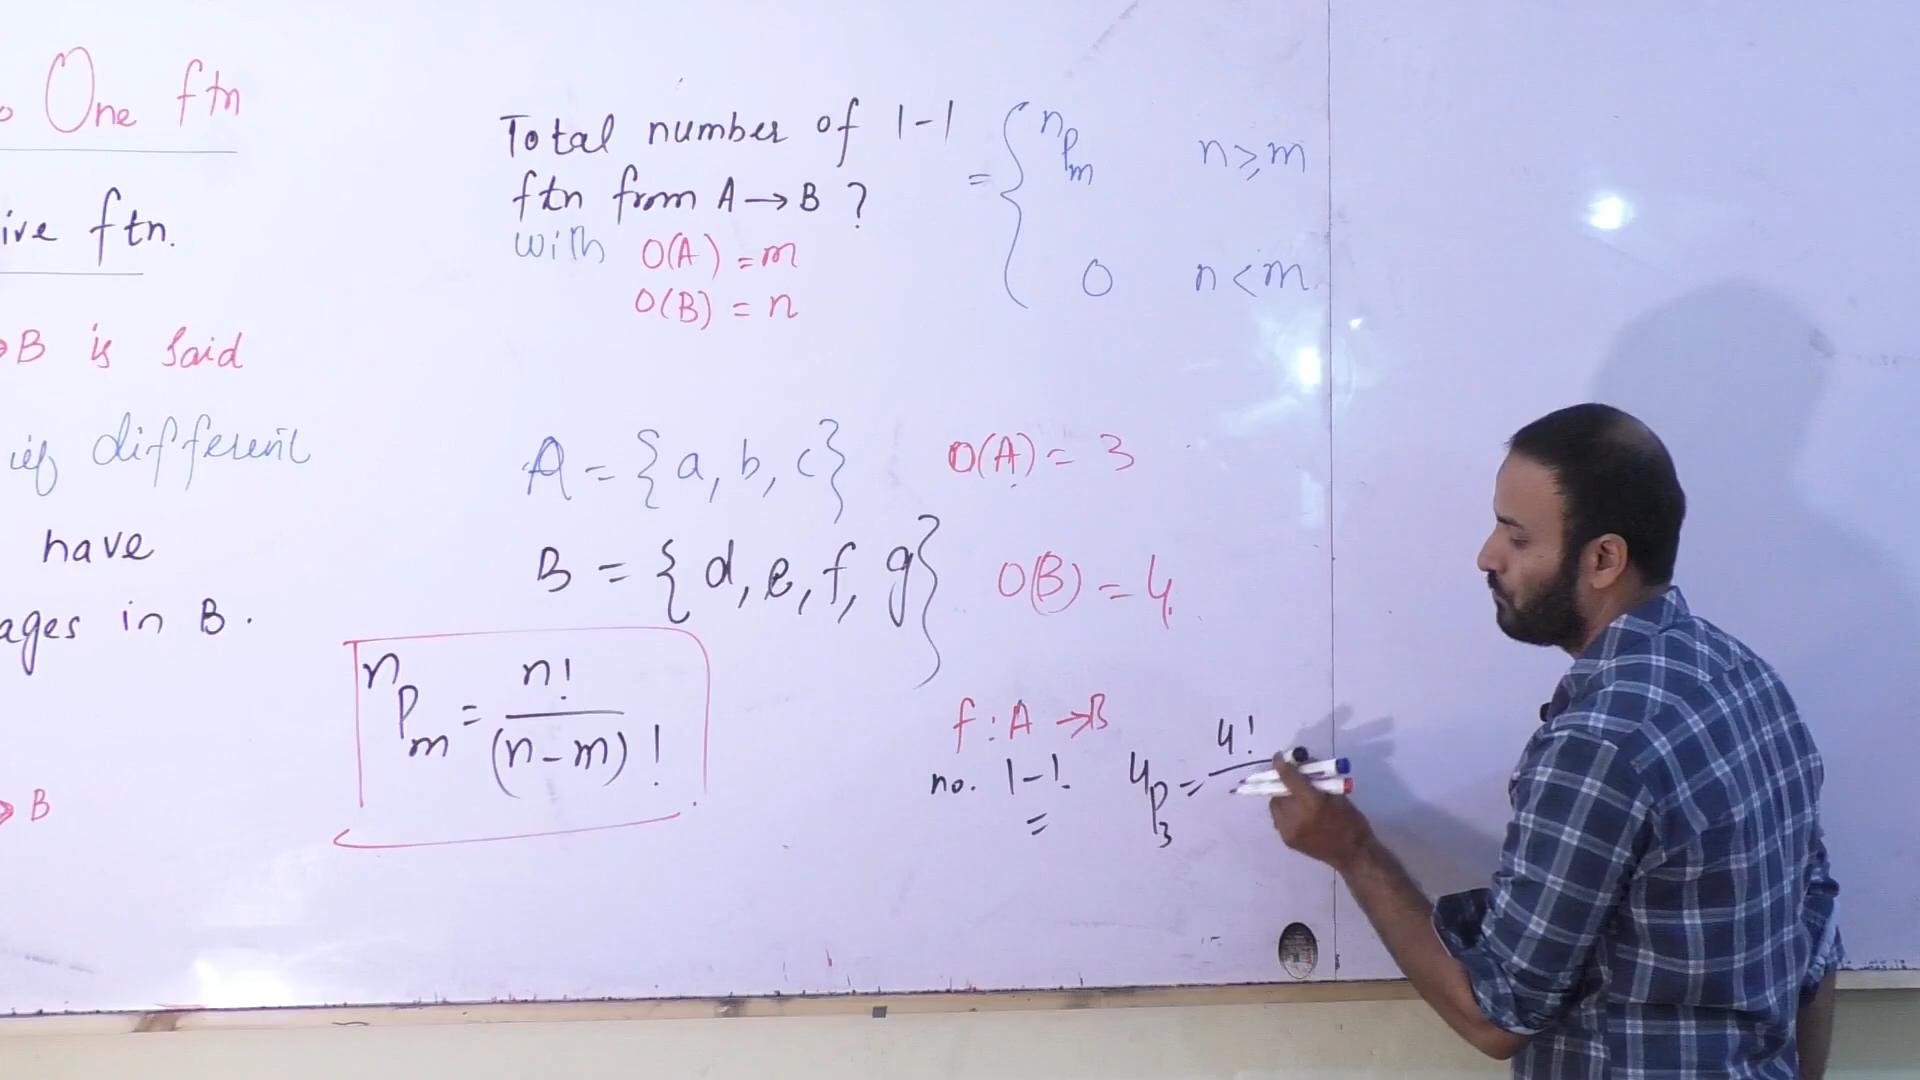 One ftn
ive ftn.
B is said
different
have
ages in B.
B
Total number of 1-1
ftn from A → B ?
with O(A) = m
O(B) = n
= { nPm n ≥ m
0 n < m
A = {a, b, c} O(A) = 3
B = {d, e, f, g} O(B) = 4
nPm = n! / (n-m)!
f : A → B
no. 1-1
=
4P3 = 4!